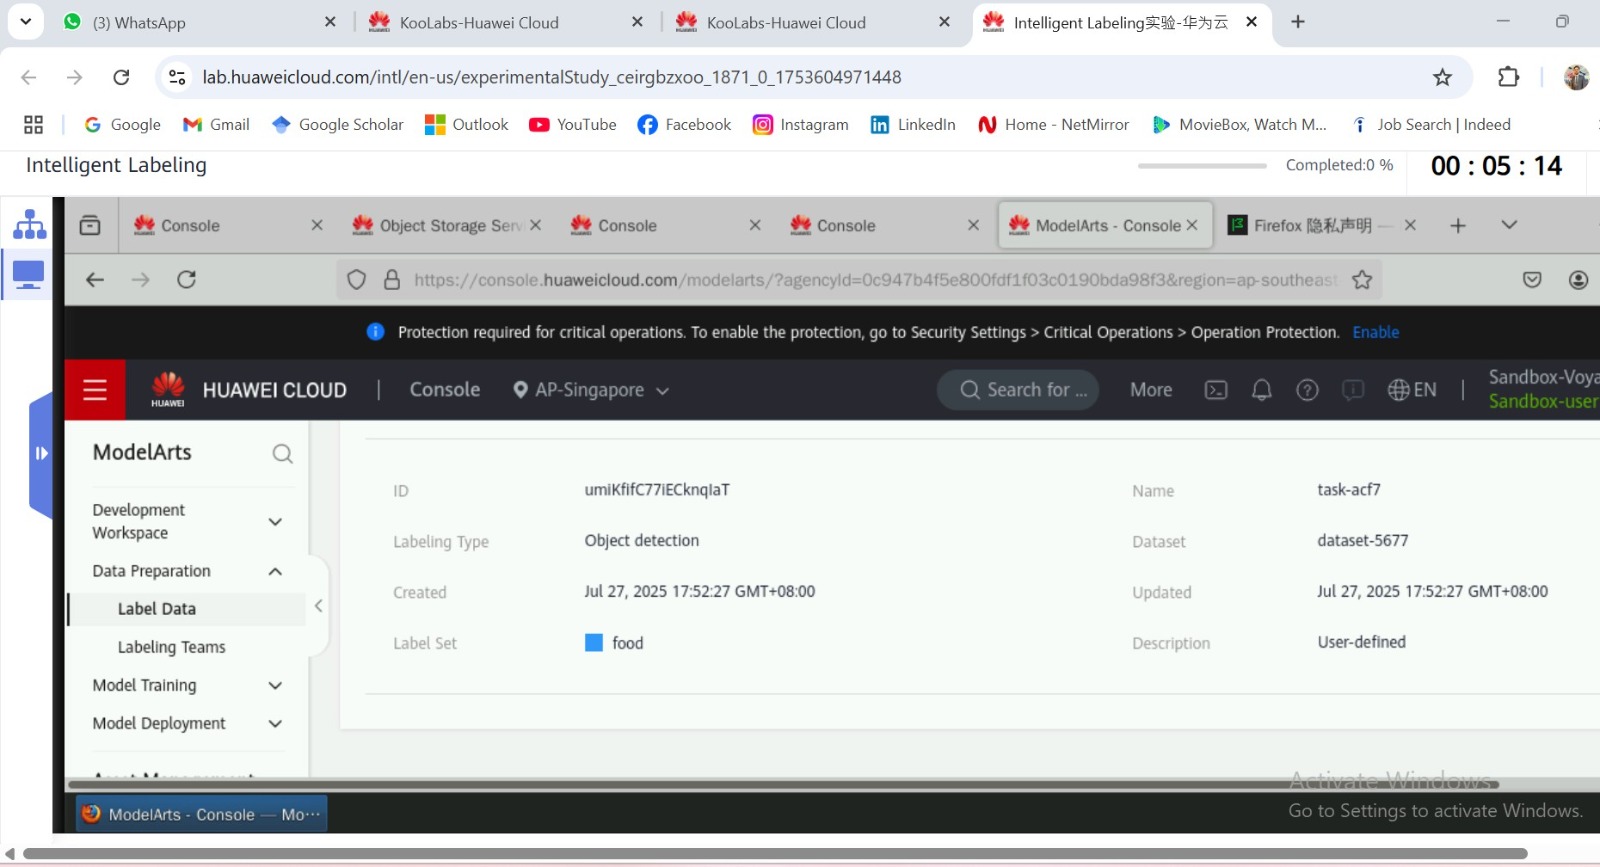 (3) WhatsApp
KooLabs-Huawei Cloud
KooLabs-Huawei Cloud
Intelligent Labeling实验-华为云
lab.huaweicloud.com/intl/en-us/experimentalStudy_ceirgbzxoo_1871_0_1753604971448
Google
Gmail
Google Scholar
Outlook
YouTube
Facebook
Instagram
LinkedIn
Home - NetMirror
MovieBox, Watch M...
Job Search | Indeed
Intelligent Labeling
Completed:0 %
00 : 05 : 14
Console
Object Storage Serv
Console
Console
ModelArts - Console
Firefox 隐私声明 —
https://console.huaweicloud.com/modelarts/?agencyId=0c947b4f5e800fdf1f03c0190bda98f3&region=ap-southeast
Protection required for critical operations. To enable the protection, go to Security Settings > Critical Operations > Operation Protection. Enable
HUAWEI
HUAWEI CLOUD
Console
AP-Singapore
Search for ...
More
EN
Sandbox-Voya
Sandbox-user
ModelArts
Development
Workspace
Data Preparation
Label Data
Labeling Teams
Model Training
Model Deployment
ID
umiKfifC77iECknqIaT
Name
task-acf7
Labeling Type
Object detection
Dataset
dataset-5677
Created
Jul 27, 2025 17:52:27 GMT+08:00
Updated
Jul 27, 2025 17:52:27 GMT+08:00
Label Set
food
Description
User-defined
Activate Windows
Go to Settings to activate Windows.
ModelArts - Console — Mo···